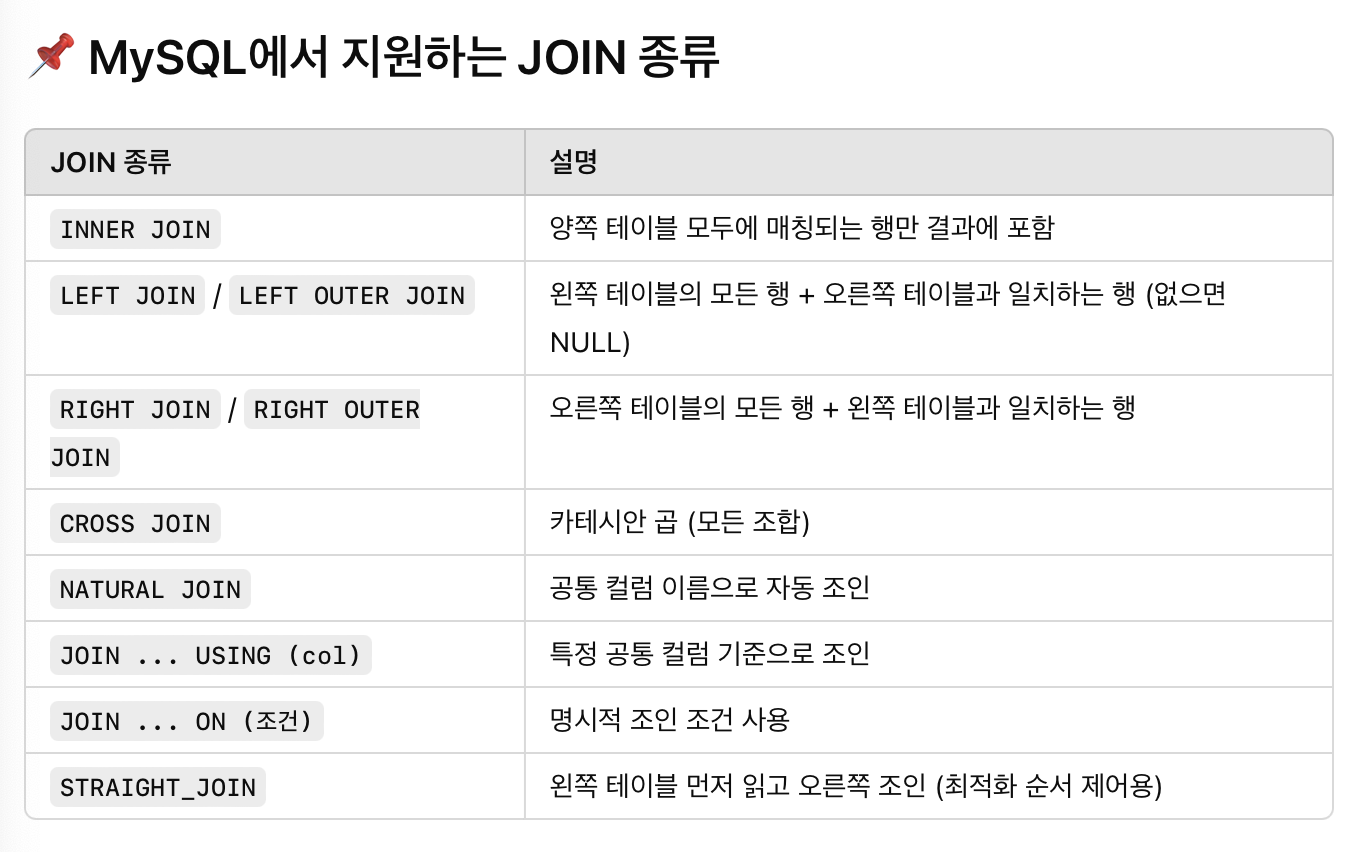 📌 MySQL에서 지원하는 JOIN 종류
JOIN 종류
설명
INNER JOIN
양쪽 테이블 모두에 매칭되는 행만 결과에 포함
LEFT JOIN / LEFT OUTER JOIN
왼쪽 테이블의 모든 행 + 오른쪽 테이블과 일치하는 행 (없으면
NULL)
RIGHT JOIN / RIGHT OUTER
JOIN
오른쪽 테이블의 모든 행 + 왼쪽 테이블과 일치하는 행
CROSS JOIN
카테시안 곱 (모든 조합)
NATURAL JOIN
공통 컬럼 이름으로 자동 조인
JOIN ... USING (col)
특정 공통 컬럼 기준으로 조인
JOIN ... ON (조건)
명시적 조인 조건 사용
STRAIGHT_JOIN
왼쪽 테이블 먼저 읽고 오른쪽 조인 (최적화 순서 제어용)